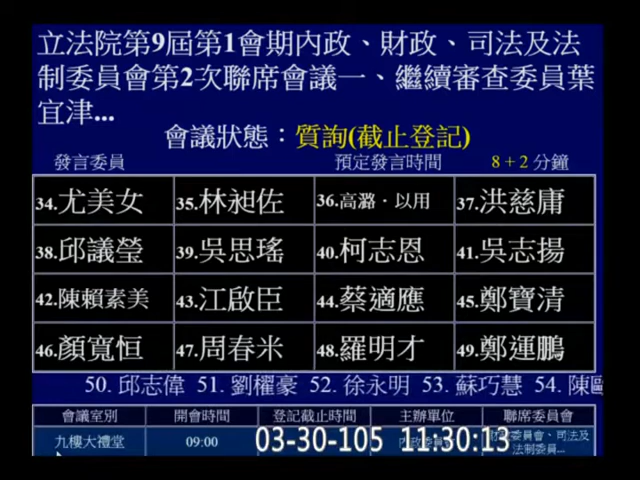 立法院第9屆第1會期內政、財政、司法及法
制委員會第2次聯席會議一、繼續審查委員葉
宜津...
會議狀態：質詢(截止登記)
發言委員 預定發言時間 8 + 2 分鐘
34.尤美女 35.林昶佐 36.高潞．以用 37.洪慈庸
38.邱議瑩 39.吳思瑤 40.柯志恩 41.吳志揚
42.陳賴素美 43.江啟臣 44.蔡適應 45.鄭寶清
46.顏寬恒 47.周春米 48.羅明才 49.鄭運鵬
50. 邱志偉 51. 劉櫂豪 52. 徐永明 53. 蘇巧慧 54. 陳歐
會議室別 開會時間 登記截止時間 主辦單位 聯席委員會
九樓大禮堂 09:00 內政委員 財政委員會、司法及
法制委員...
03-30-105 11:30:13